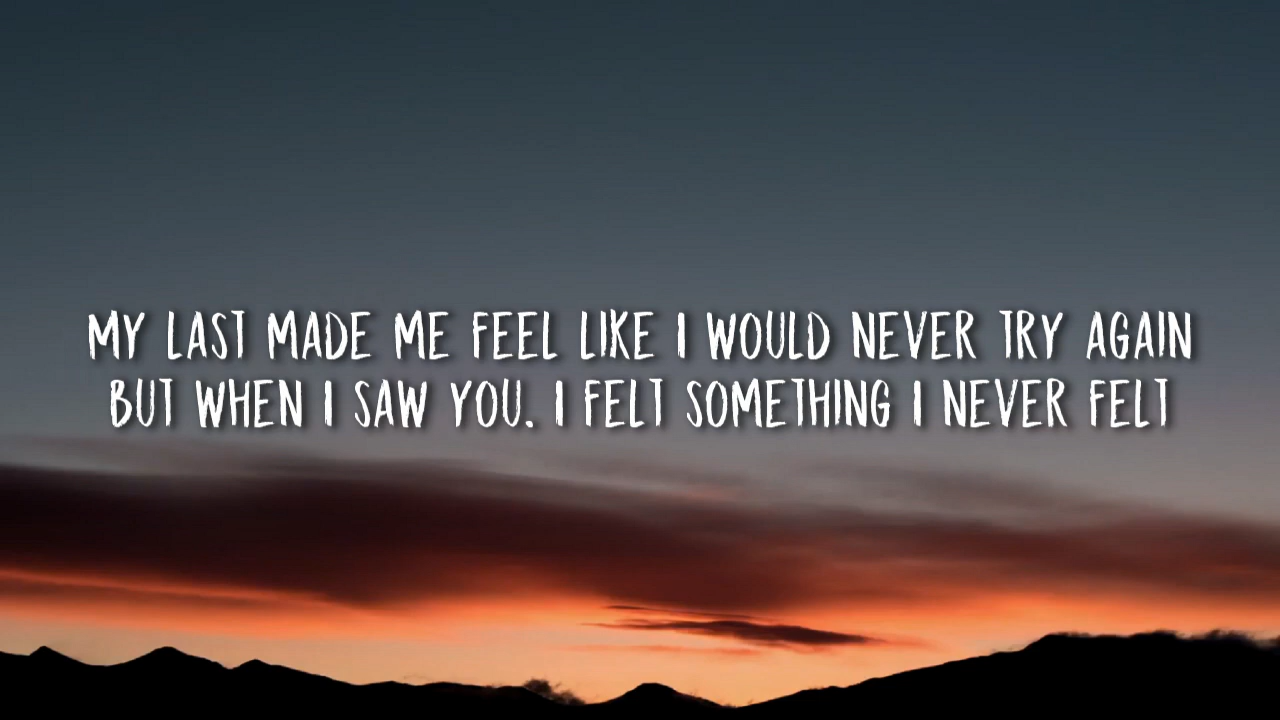 MY LAST MADE ME FEEL LIKE I WOULD NEVER TRY AGAIN
BUT WHEN I SAW YOU, I FELT SOMETHING I NEVER FELT